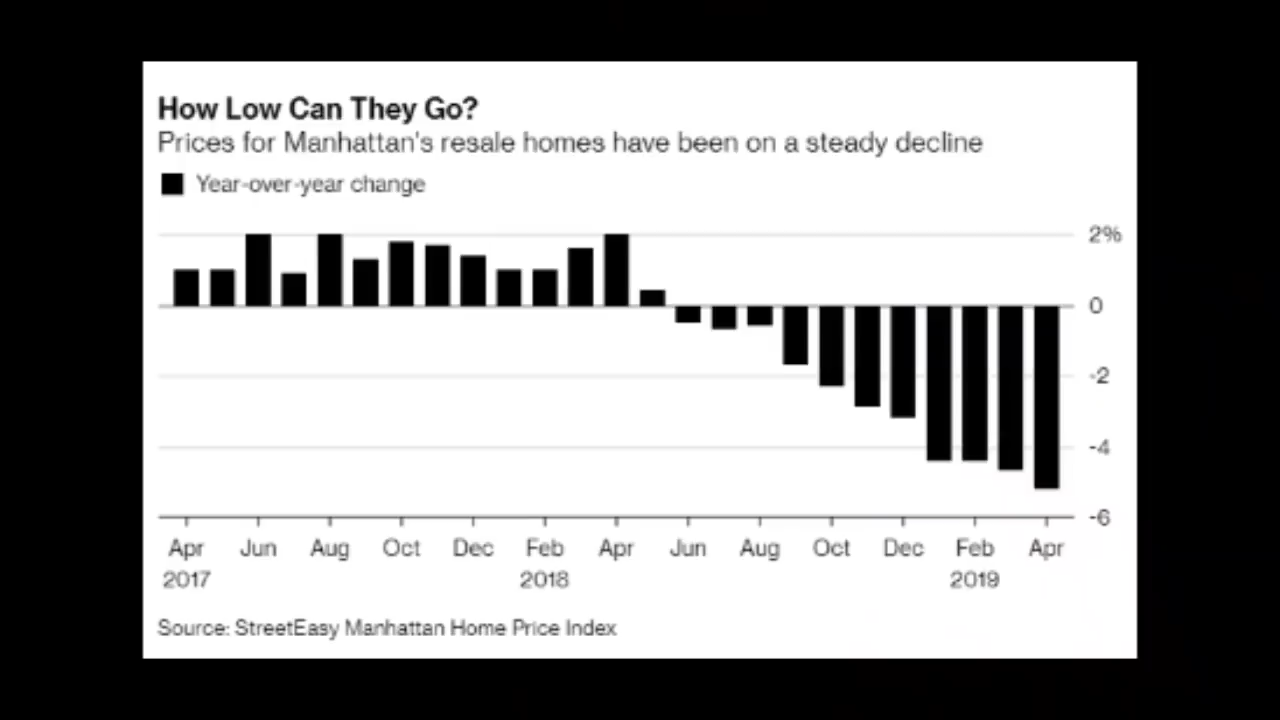 How Low Can They Go?
Prices for Manhattan's resale homes have been on a steady decline
Year-over-year change
2%
0
-2
-4
-6
Apr Jun Aug Oct Dec Feb Apr Jun Aug Oct Dec Feb Apr
2017 2018 2019
Source: StreetEasy Manhattan Home Price Index